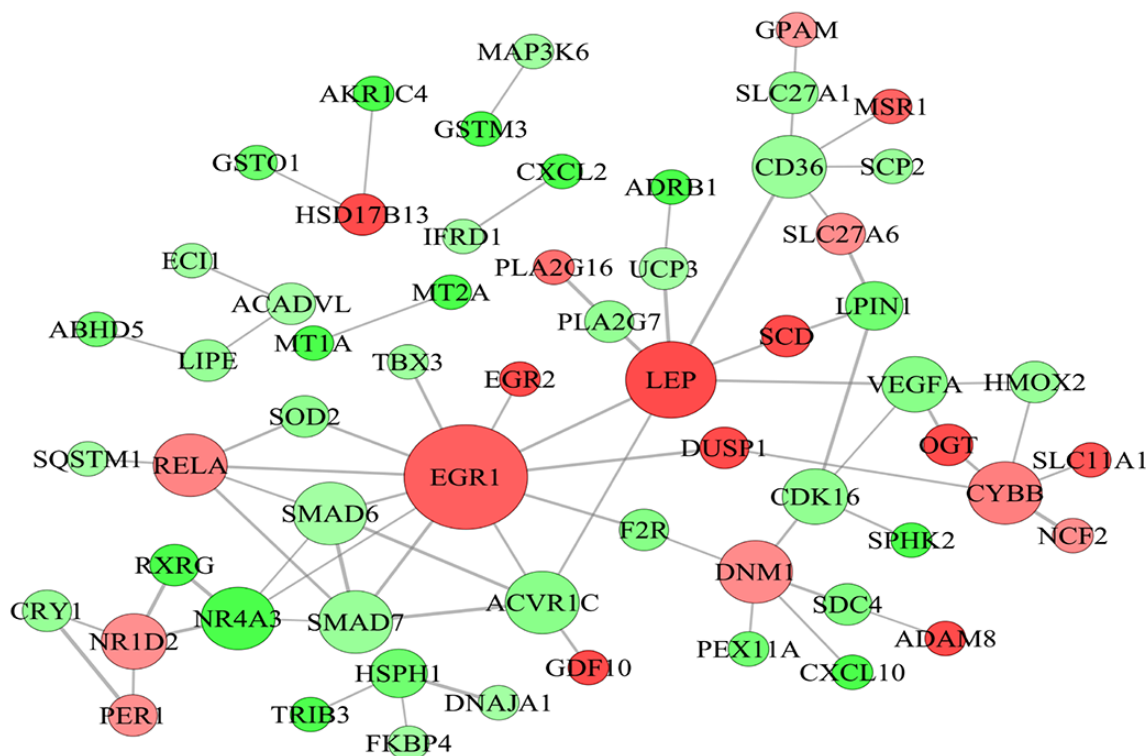 GPAM
MAP3K6
AKR1C4
SLC27A1
MSR1
GSTM3
GSTO1
CXCL2
CD36
SCP2
ADRB1
HSD17B13
IFRD1
SLC27A6
ECI1
PLA2G16
UCP3
ACADVL
MT2A
LPIN1
ABHD5
MT1A
PLA2G7
SCD
LIPE
TBX3
EGR2
LEP
VEGFA
HMOX2
SOD2
SQSTM1
RELA
EGR1
DUSP1
OGT
SLC11A1
CDK16
CYBB
SMAD6
F2R
SPHK2
NCF2
RXRG
DNM1
CRY1
NR4A3
SMAD7
ACVR1C
SDC4
NR1D2
PEX11A
ADAM8
HSPH1
GDF10
CXCL10
PER1
TRIB3
DNAJA1
FKBP4